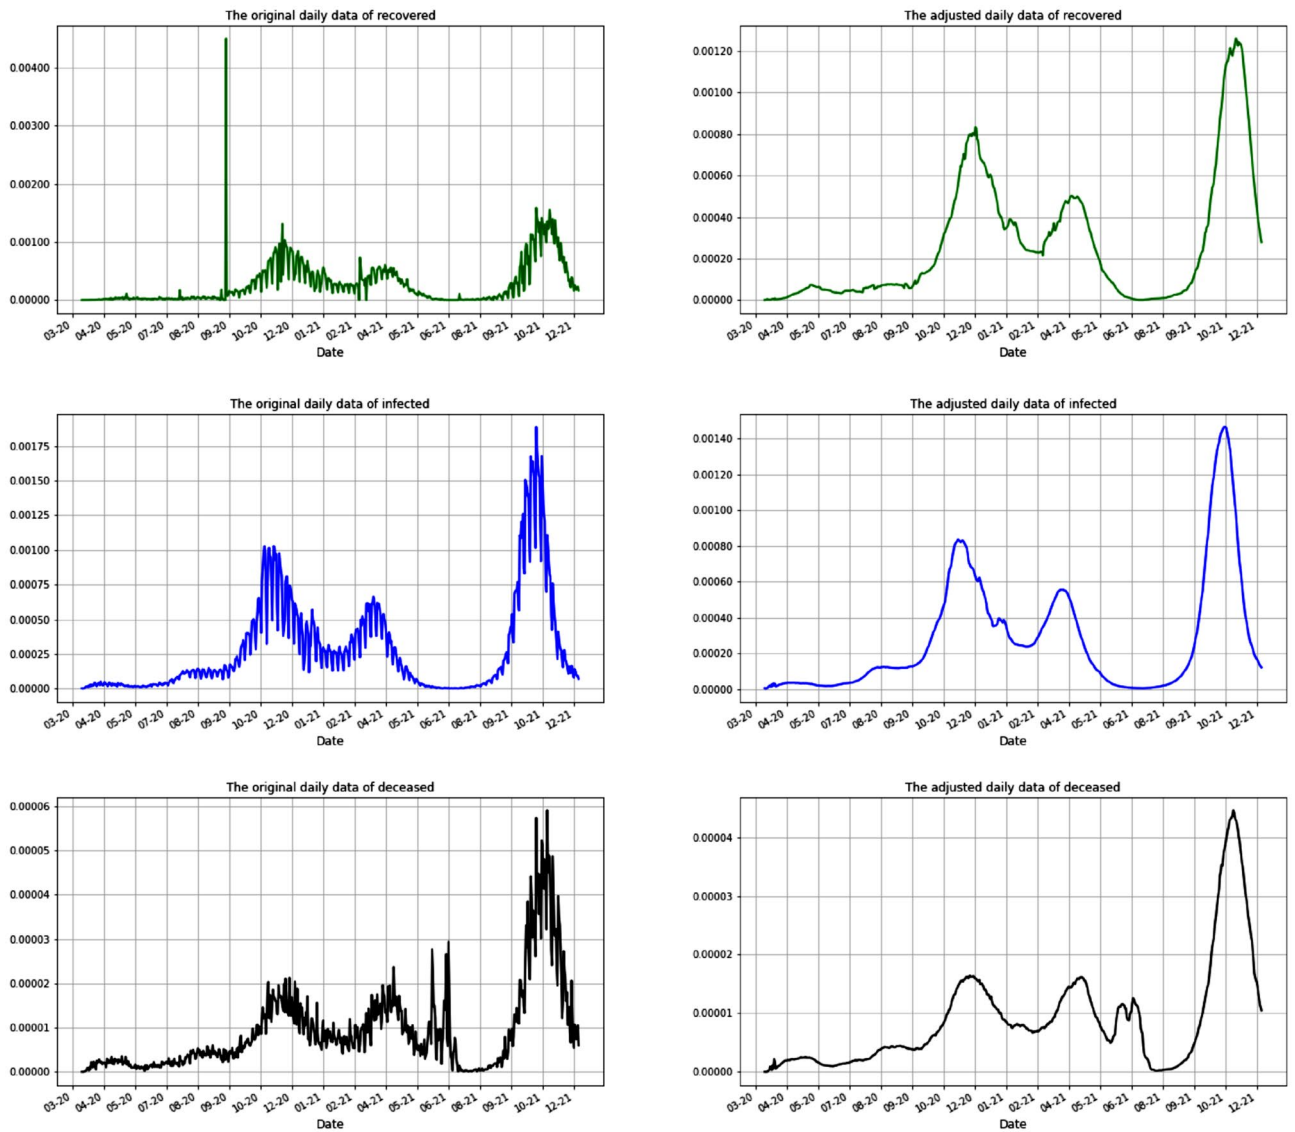 The original daily data of recovered
0.00400
0.00300
0.00200
0.00100
0.00000
03-20 04-20 05-20 07-20 08-20 09-20 10-20 12-20 01-21 02-21 04-21 05-21 06-21 08-21 09-21 10-21 12-21
Date
The adjusted daily data of recovered
0.00120
0.00100
0.00080
0.00060
0.00040
0.00020
0.00000
03-20 04-20 05-20 07-20 08-20 09-20 10-20 12-20 01-21 02-21 04-21 05-21 06-21 08-21 09-21 10-21 12-21
Date
The original daily data of infected
0.00175
0.00150
0.00125
0.00100
0.00075
0.00050
0.00025
0.00000
03-20 04-20 05-20 07-20 08-20 09-20 10-20 12-20 01-21 02-21 04-21 05-21 06-21 08-21 09-21 10-21 12-21
Date
The adjusted daily data of infected
0.00140
0.00120
0.00100
0.00080
0.00060
0.00040
0.00020
0.00000
03-20 04-20 05-20 07-20 08-20 09-20 10-20 12-20 01-21 02-21 04-21 05-21 06-21 08-21 09-21 10-21 12-21
Date
The original daily data of deceased
0.00006
0.00005
0.00004
0.00003
0.00002
0.00001
0.00000
03-20 04-20 05-20 07-20 08-20 09-20 10-20 12-20 01-21 02-21 04-21 05-21 06-21 08-21 09-21 10-21 12-21
Date
The adjusted daily data of deceased
0.00004
0.00003
0.00002
0.00001
0.00000
03-20 04-20 05-20 07-20 08-20 09-20 10-20 12-20 01-21 02-21 04-21 05-21 06-21 08-21 09-21 10-21 12-21
Date